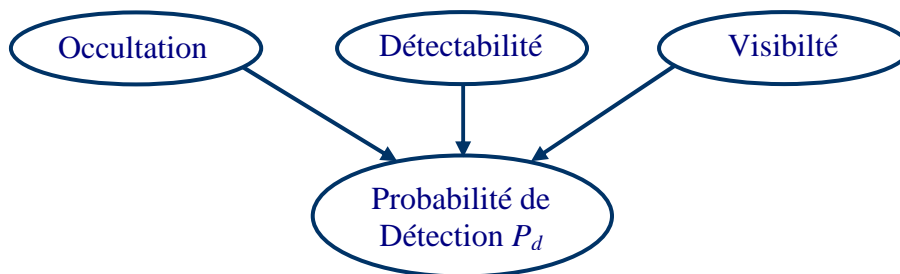 Occultation
Détectabilité
Visibilté
Probabilité de
Détection P_d